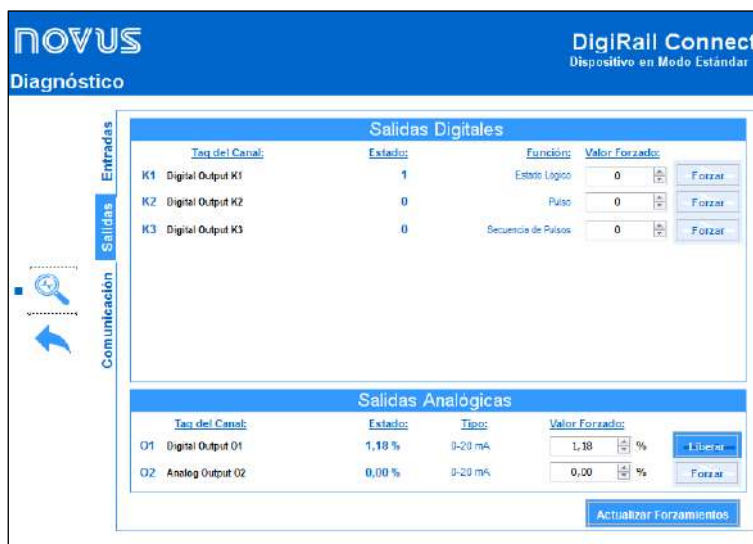 NOVUS
DigiRail Connect
Dispositivo en Modo Estándar
Diagnóstico
Entradas
Salidas
Comunicación
Salidas Digitales
Tag del Canal: Estado: Función: Valor Forzado:
K1 Digital Output K1 1 Estado Lógico 0 Forzar
K2 Digital Output K2 0 Pulso 0 Forzar
K3 Digital Output K3 0 Secuencia de Pulsos 0 Forzar
Salidas Analógicas
Tag del Canal: Estado: Tipo: Valor Forzado:
O1 Digital Output O1 1,18 % 0-20 mA 1,18 % Liberar
O2 Analog Output O2 0,00 % 0-20 mA 0,00 % Forzar
Actualizar Forzamientos